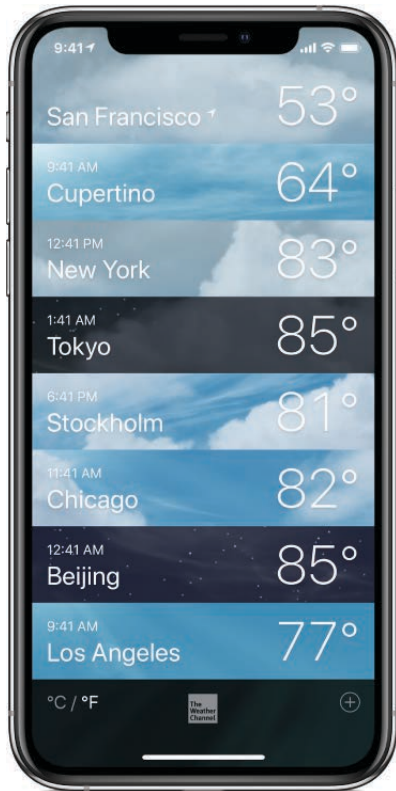 9:41
San Francisco 53°
9:41 AM
Cupertino 64°
12:41 PM
New York 83°
1:41 AM
Tokyo 85°
6:41 PM
Stockholm 81°
11:41 AM
Chicago 82°
12:41 AM
Beijing 85°
9:41 AM
Los Angeles 77°
°C / °F
The
Weather
Channel